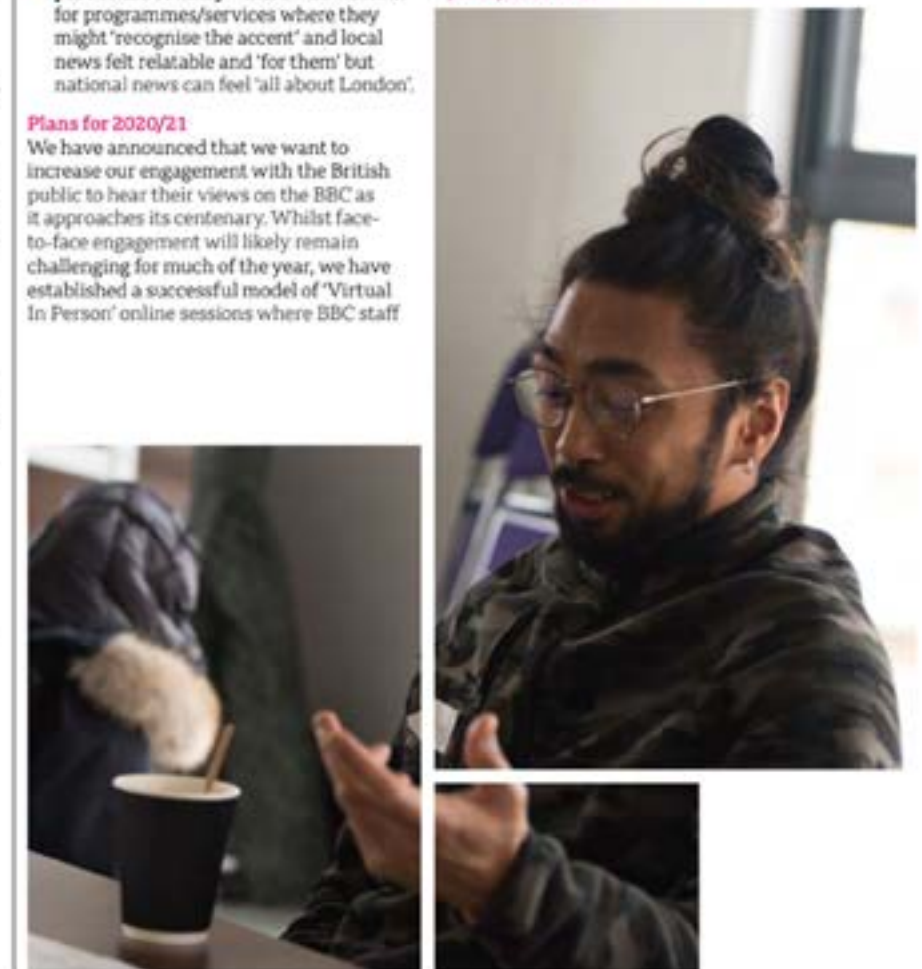 for programmes/services where they
might ‘recognise the accent’ and local
news felt relatable and ‘for them’ but
national news can feel ‘all about London’.
Plans for 2020/21
We have announced that we want to
increase our engagement with the British
public to hear their views on the BBC as
it approaches its centenary. Whilst face-
to-face engagement will likely remain
challenging for much of the year, we have
established a successful model of ‘Virtual
In Person’ online sessions where BBC staff